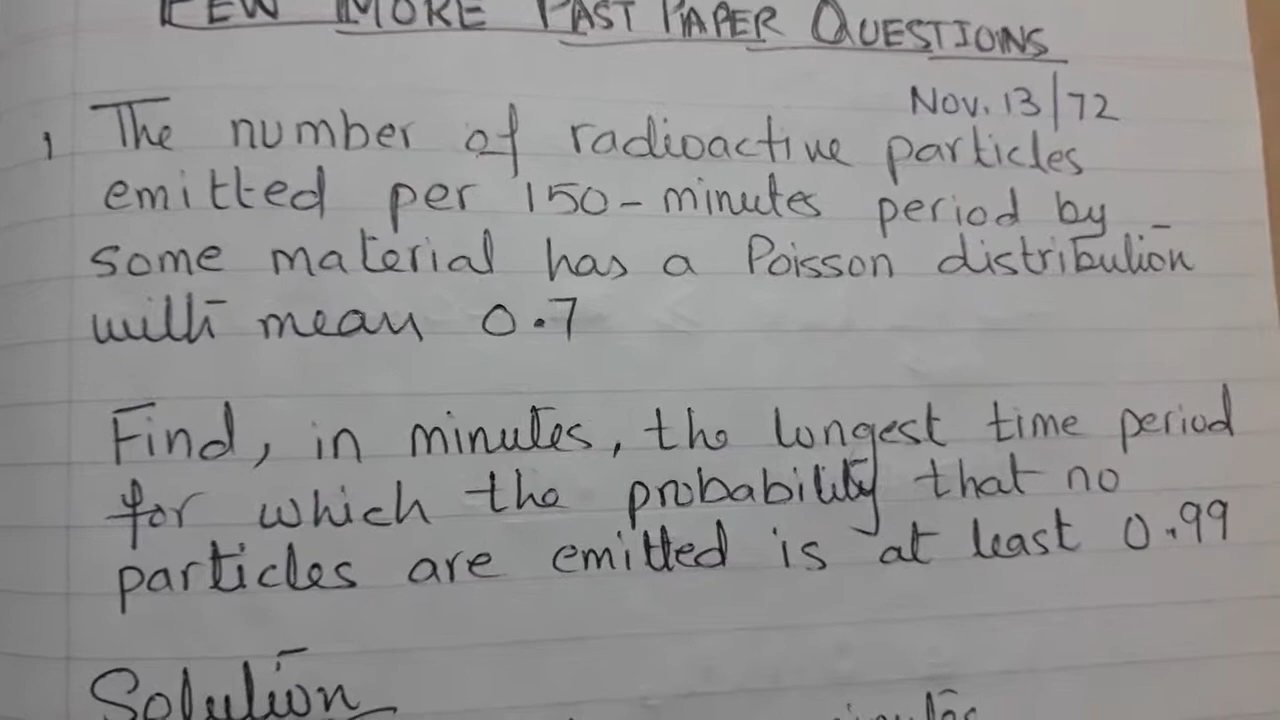 FEW MORE PAST PAPER QUESTIONS
Nov. 13/72
1 The number of radioactive particles
emitted per 150-minutes period by
some material has a Poisson distribution
with mean 0.7
Find, in minutes, the longest time period
for which the probability that no
particles are emitted is at least 0.99
Solution